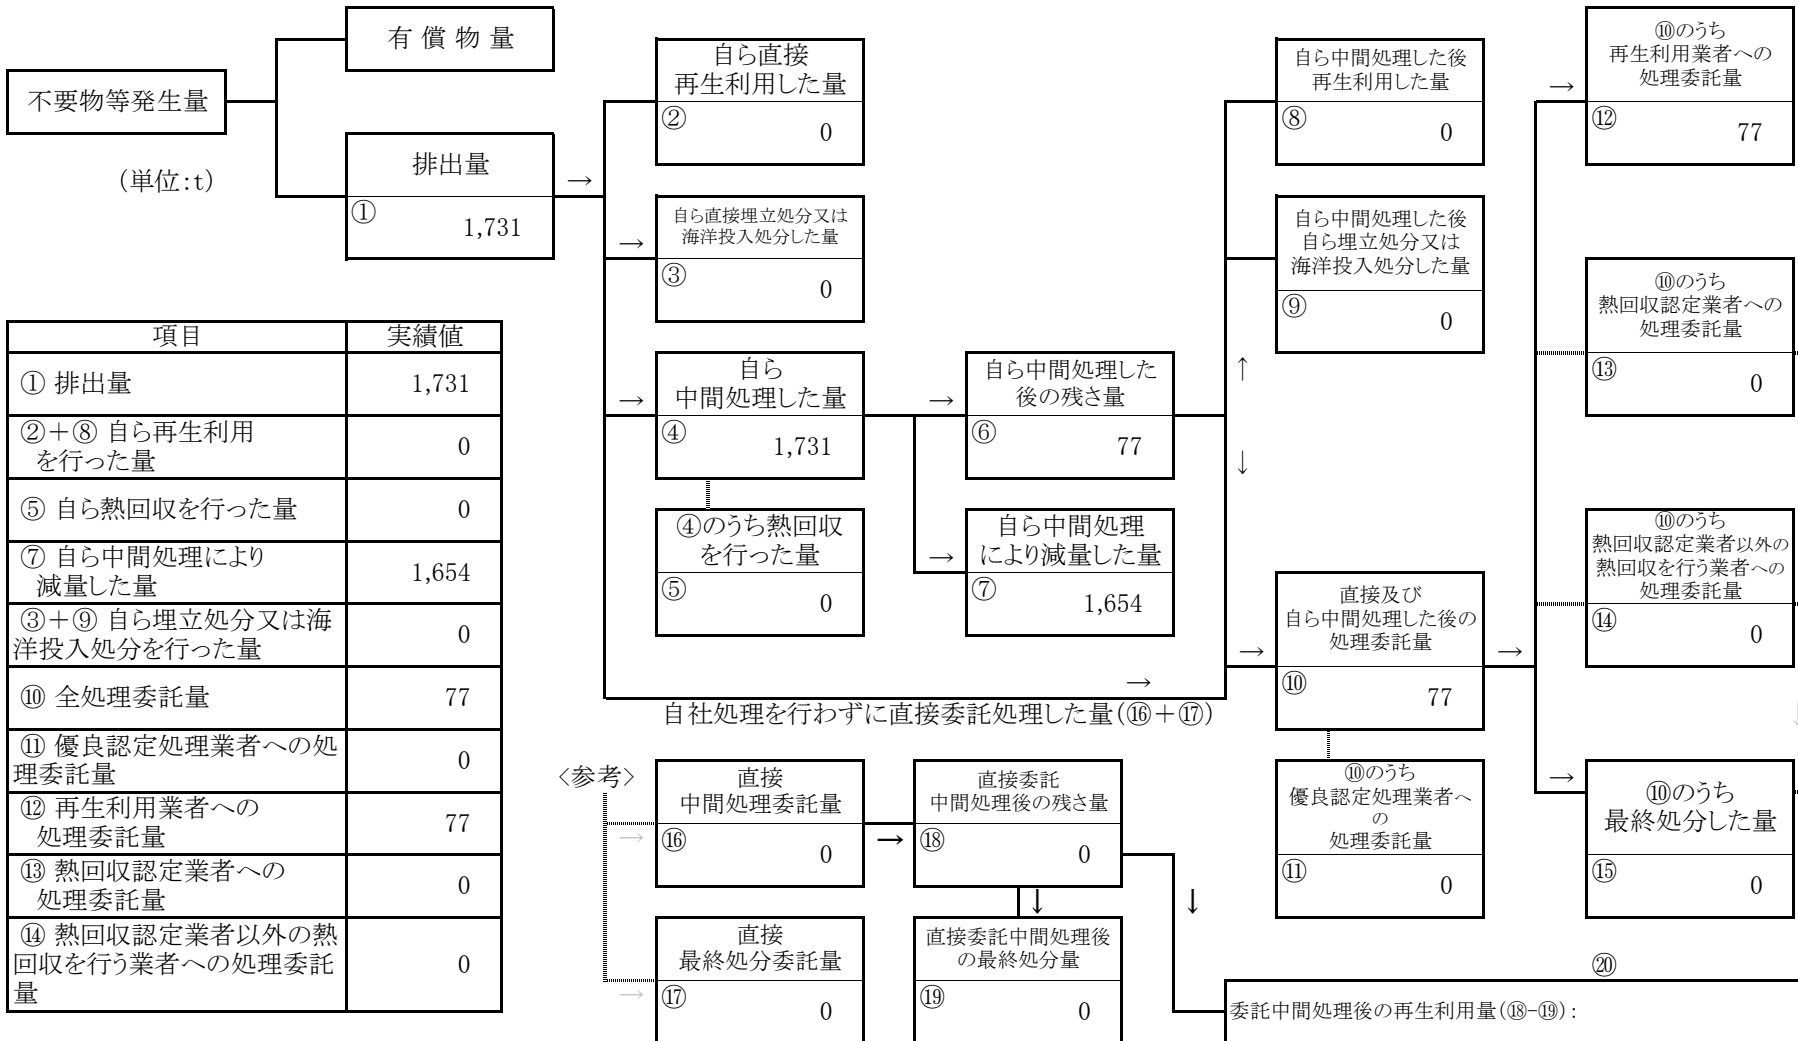 不要物等発生量
(単位:t)
有 償 物 量
排出量
①
1,731
→
自ら直接
再生利用した量
②
0
→
自ら直接埋立処分又は
海洋投入処分した量
③
0
→
自ら
中間処理した量
④
1,731
④のうち熱回収
を行った量
⑤
0
→
自ら中間処理した
後の残さ量
⑥
77
→
自ら中間処理
により減量した量
⑦
1,654
自ら中間処理した後
再生利用した量
⑧
0
自ら中間処理した後
自ら埋立処分又は
海洋投入処分した量
⑨
0
↑
↓
→
自社処理を行わずに直接委託処理した量(⑯+⑰)
→
直接及び
自ら中間処理した後の
処理委託量
⑩
77
⑩のうち
優良認定処理業者へ
の
処理委託量
⑪
0
→
→
⑩のうち
再生利用業者への
処理委託量
⑫
77
⑩のうち
熱回収認定業者への
処理委託量
⑬
0
⑩のうち
熱回収認定業者以外の
熱回収を行う業者への
処理委託量
⑭
0
↓
→
⑩のうち
最終処分した量
⑮
0
項目 実績値
① 排出量 1,731
②+⑧ 自ら再生利用
を行った量 0
⑤ 自ら熱回収を行った量 0
⑦ 自ら中間処理により
減量した量 1,654
③+⑨ 自ら埋立処分又は海
洋投入処分を行った量 0
⑩ 全処理委託量 77
⑪ 優良認定処理業者への処
理委託量 0
⑫ 再生利用業者への
処理委託量 77
⑬ 熱回収認定業者への
処理委託量 0
⑭ 熱回収認定業者以外の熱
回収を行う業者への処理委託
量 0
<参考>
→
直接
中間処理委託量
⑯
0
→
直接委託
中間処理後の残さ量
⑱
0
↓
↓
→
直接
最終処分委託量
⑰
0
直接委託中間処理後
の最終処分量
⑲
0
⑳
委託中間処理後の再生利用量(⑱-⑲):